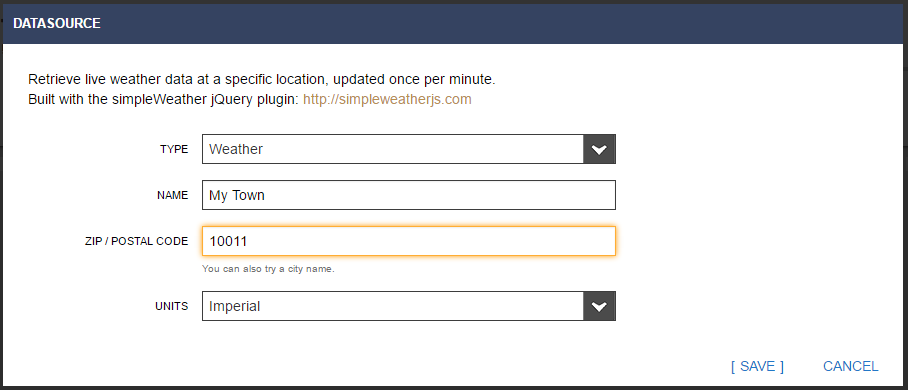 DATASOURCE
Retrieve live weather data at a specific location, updated once per minute.
Built with the simpleWeather jQuery plugin: http://simpleweatherjs.com
TYPE Weather
NAME My Town
ZIP / POSTAL CODE 10011
You can also try a city name.
UNITS Imperial
[ SAVE ] CANCEL